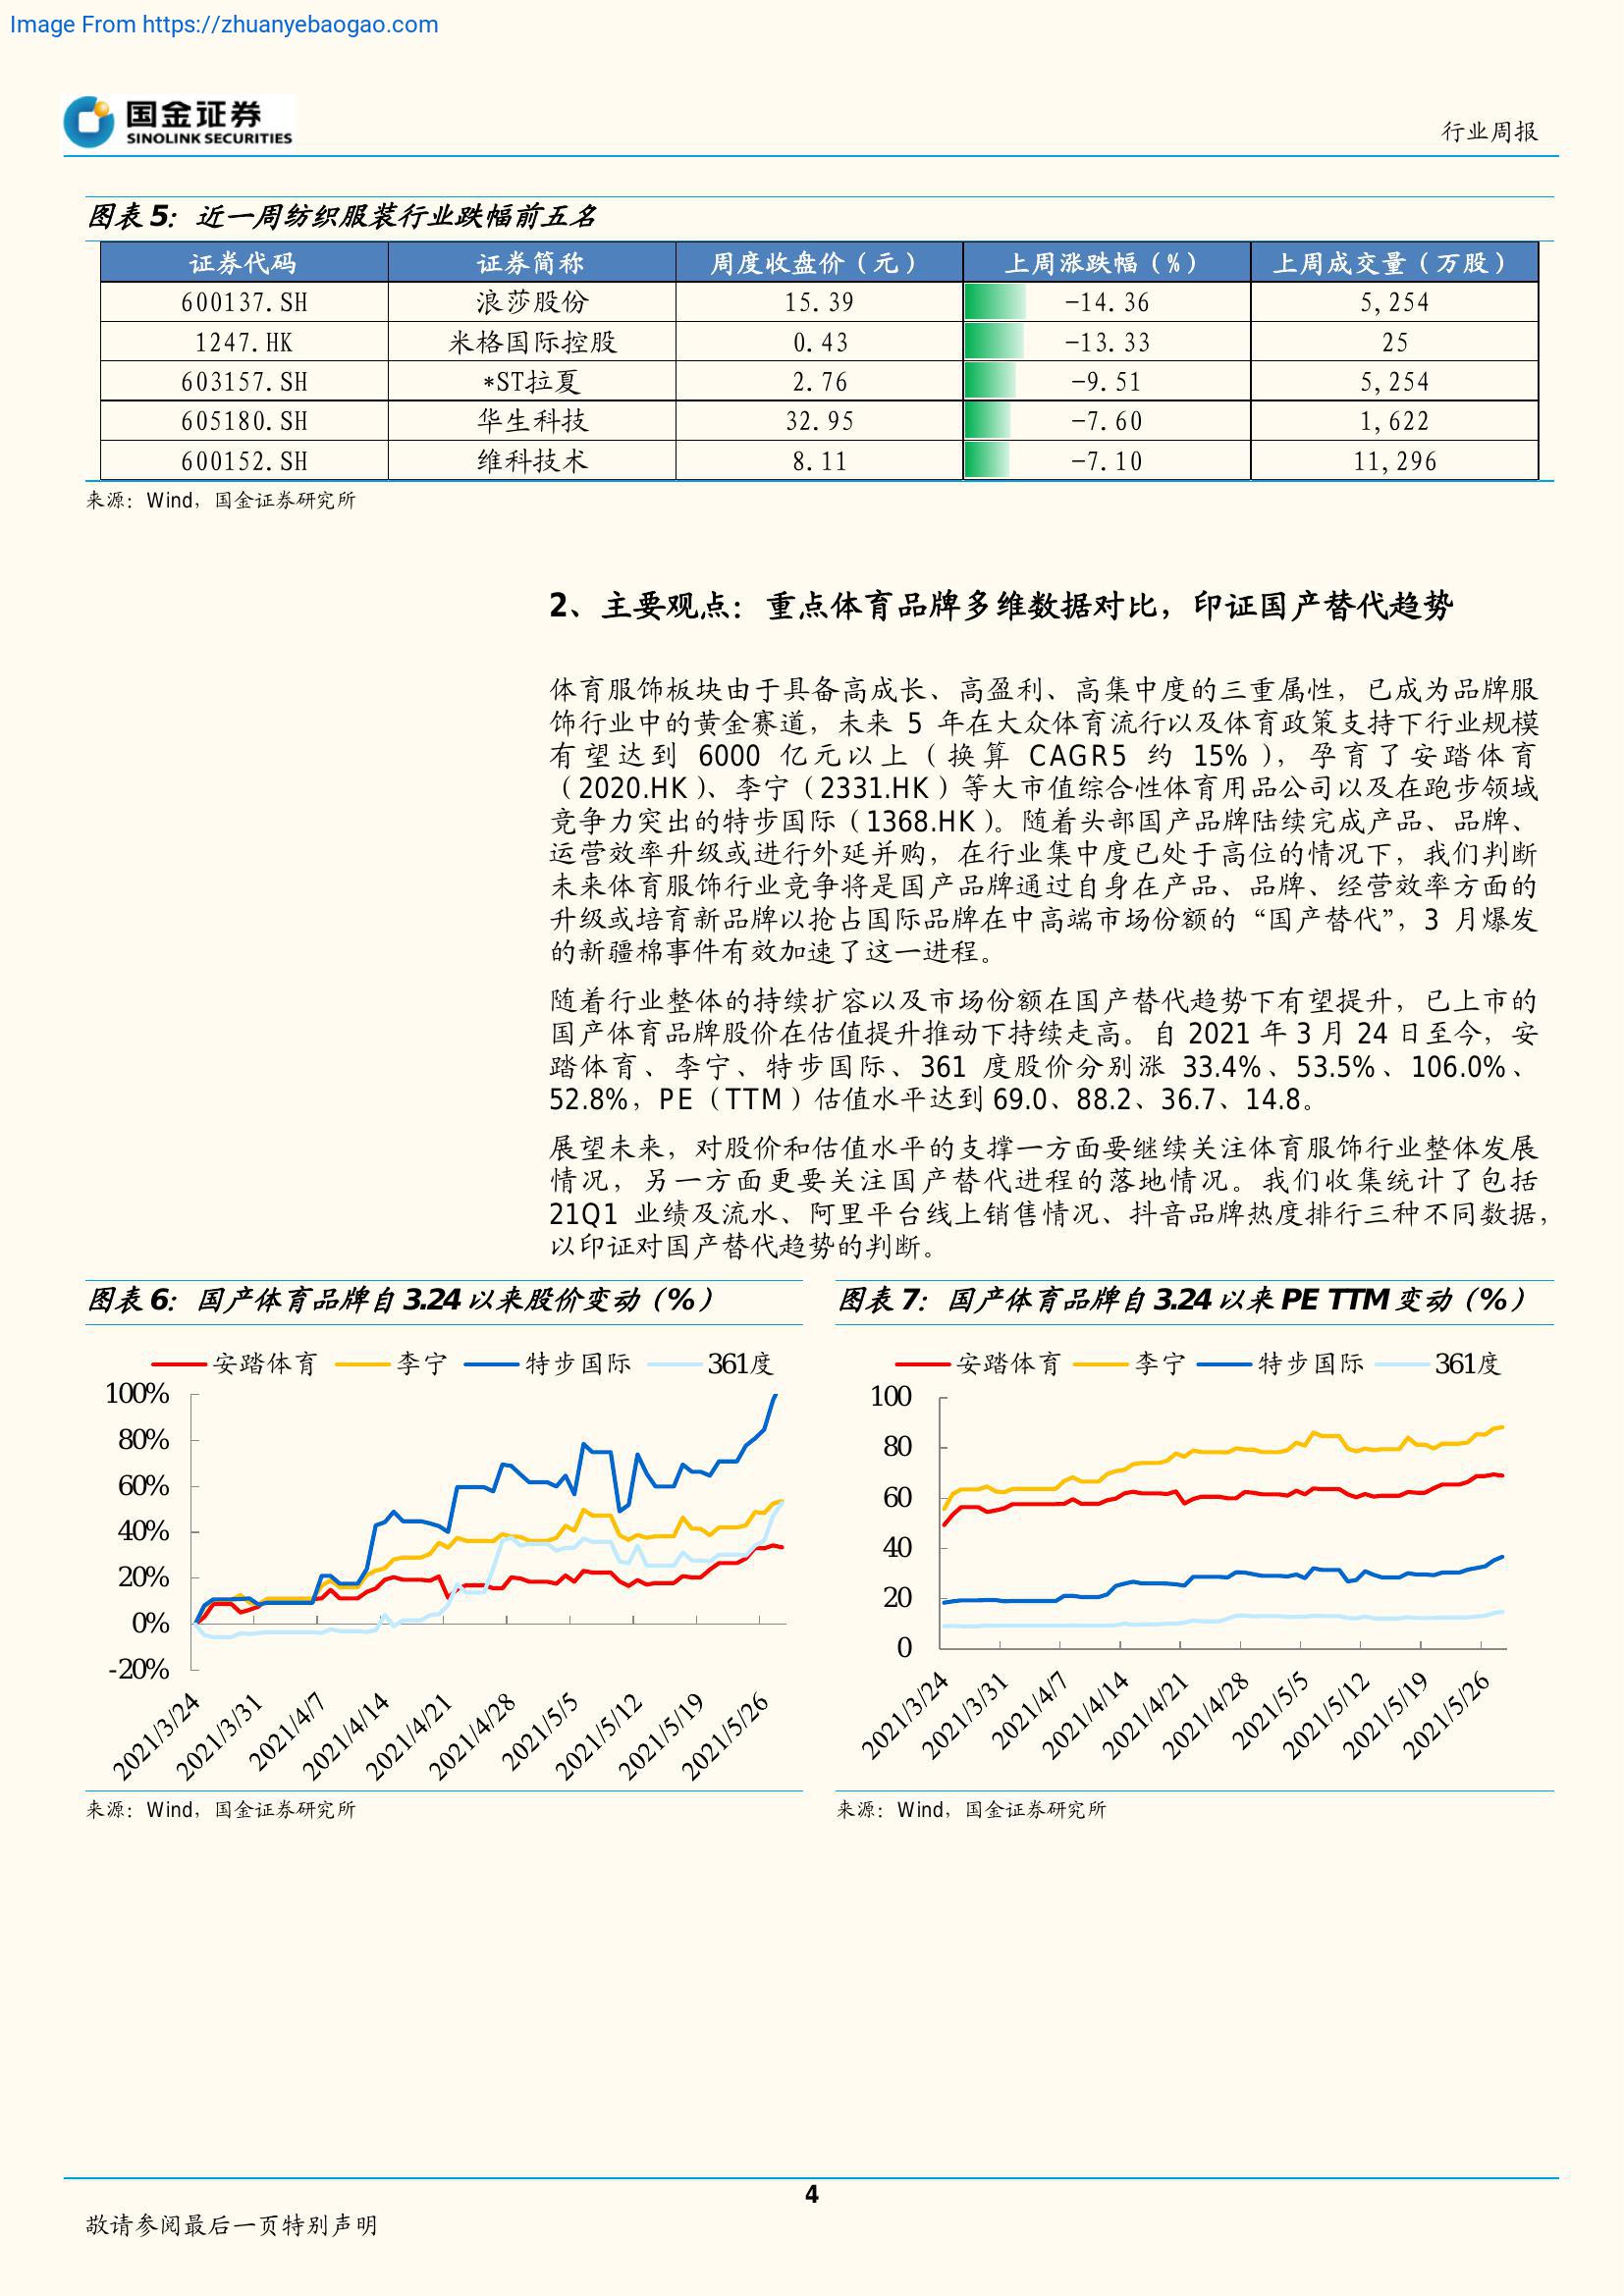 Image From https://zhuanyebaogao.com
国金证券
SINOLINK SECURITIES
行业周报
图表 5：近一周纺织服装行业跌幅前五名
证券代码 证券简称 周度收盘价（元） 上周涨跌幅（%） 上周成交量（万股）
600137.SH 浪莎股份 15.39 -14.36 5,254
1247.HK 米格国际控股 0.43 -13.33 25
603157.SH *ST拉夏 2.76 -9.51 5,254
605180.SH 华生科技 32.95 -7.60 1,622
600152.SH 维科技术 8.11 -7.10 11,296
来源：Wind，国金证券研究所
2、主要观点：重点体育品牌多维数据对比，印证国产替代趋势
体育服饰板块由于具备高成长、高盈利、高集中度的三重属性，已成为品牌服
饰行业中的黄金赛道，未来 5 年在大众体育流行以及体育政策支持下行业规模
有望达到 6000 亿元以上（换算 CAGR5 约 15%），孕育了安踏体育
（2020.HK）、李宁（2331.HK）等大市值综合性体育用品公司以及在跑步领域
竞争力突出的特步国际（1368.HK）。随着头部国产品牌陆续完成产品、品牌、
运营效率升级或进行外延并购，在行业集中度已处于高位的情况下，我们判断
未来体育服饰行业竞争将是国产品牌通过自身在产品、品牌、经营效率方面的
升级或培育新品牌以抢占国际品牌在中高端市场份额的“国产替代”，3 月爆发
的新疆棉事件有效加速了这一进程。
随着行业整体的持续扩容以及市场份额在国产替代趋势下有望提升，已上市的
国产体育品牌股价在估值提升推动下持续走高。自 2021 年 3 月 24 日至今，安
踏体育、李宁、特步国际、361 度股价分别涨 33.4%、53.5%、106.0%、
52.8%，PE（TTM）估值水平达到 69.0、88.2、36.7、14.8。
展望未来，对股价和估值水平的支撑一方面要继续关注体育服饰行业整体发展
情况，另一方面更要关注国产替代进程的落地情况。我们收集统计了包括
21Q1 业绩及流水、阿里平台线上销售情况、抖音品牌热度排行三种不同数据，
以印证对国产替代趋势的判断。
图表 6：国产体育品牌自 3.24 以来股价变动（%）
安踏体育 李宁 特步国际 361度
100%
80%
60%
40%
20%
0%
-20%
2021/3/24 2021/3/31 2021/4/7 2021/4/14 2021/4/21 2021/4/28 2021/5/5 2021/5/12 2021/5/19 2021/5/26
来源：Wind，国金证券研究所
图表 7：国产体育品牌自 3.24 以来 PE TTM 变动（%）
安踏体育 李宁 特步国际 361度
100
80
60
40
20
0
2021/3/24 2021/3/31 2021/4/7 2021/4/14 2021/4/21 2021/4/28 2021/5/5 2021/5/12 2021/5/19 2021/5/26
来源：Wind，国金证券研究所
4
敬请参阅最后一页特别声明